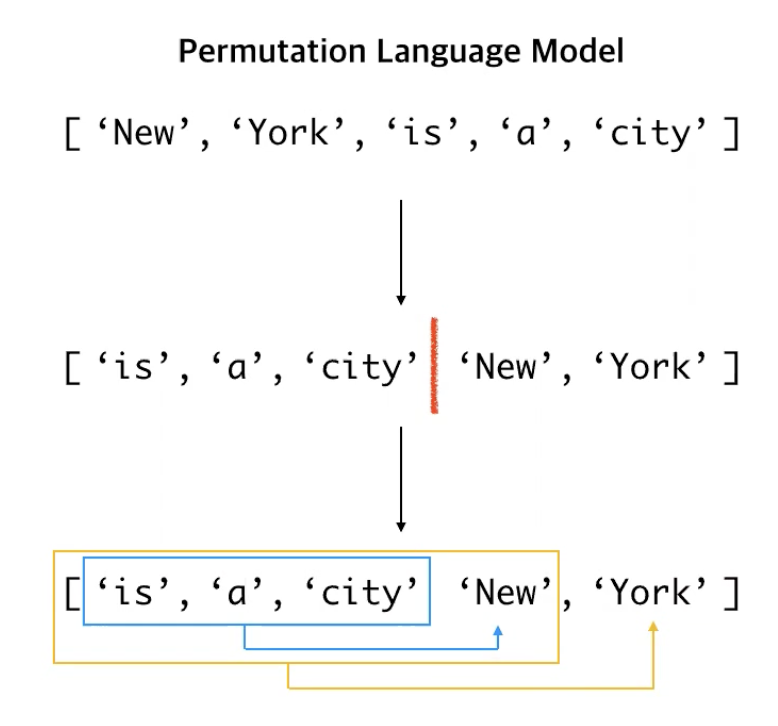 Permutation Language Model
[ ‘New’, ‘York’, ‘is’, ‘a’, ‘city’ ]
[ ‘is’, ‘a’, ‘city’ ‘New’, ‘York’ ]
[ ‘is’, ‘a’, ‘city’ ‘New’, ‘York’ ]